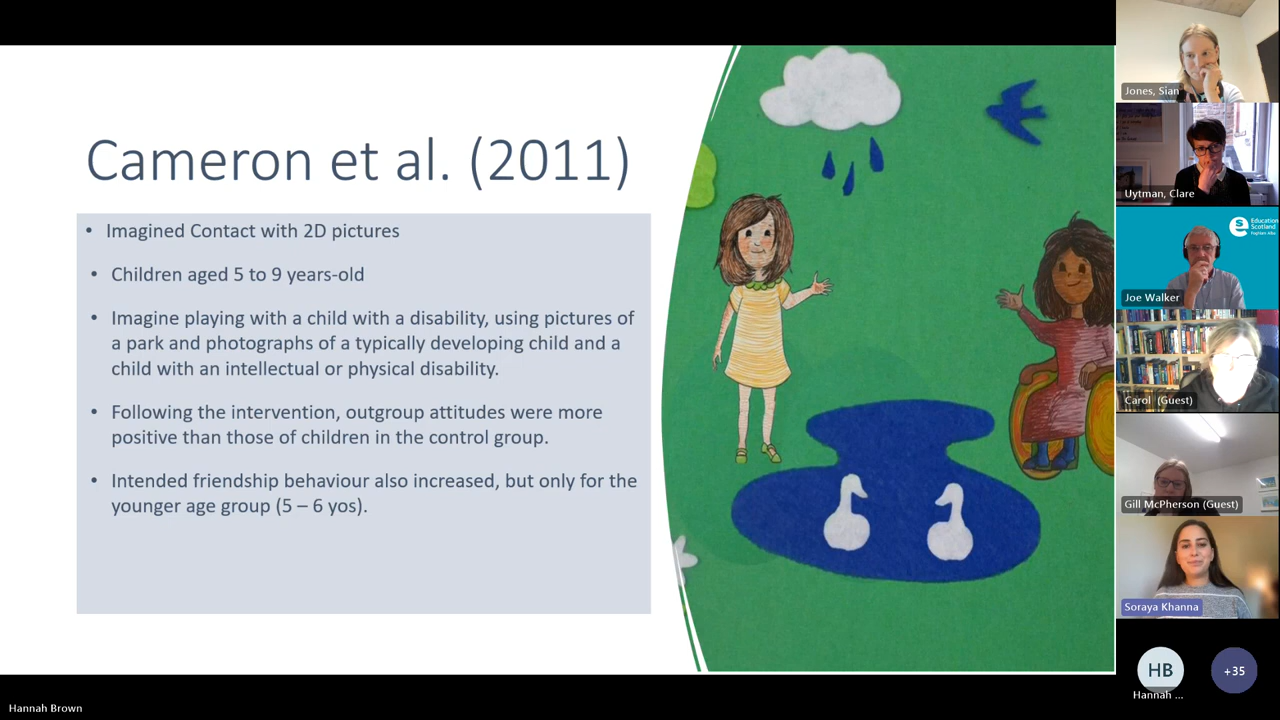 Cameron et al. (2011)
• Imagined Contact with 2D pictures
• Children aged 5 to 9 years-old
• Imagine playing with a child with a disability, using pictures of
a park and photographs of a typically developing child and a
child with an intellectual or physical disability.
• Following the intervention, outgroup attitudes were more
positive than those of children in the control group.
• Intended friendship behaviour also increased, but only for the
younger age group (5 – 6 yos).
Jones, Sian
Uytman, Clare
Education
Scotland
Joe Walker
Carol (Guest)
Gill McPherson (Guest)
Soraya Khanna
HB
+35
Hannah ...
Hannah Brown